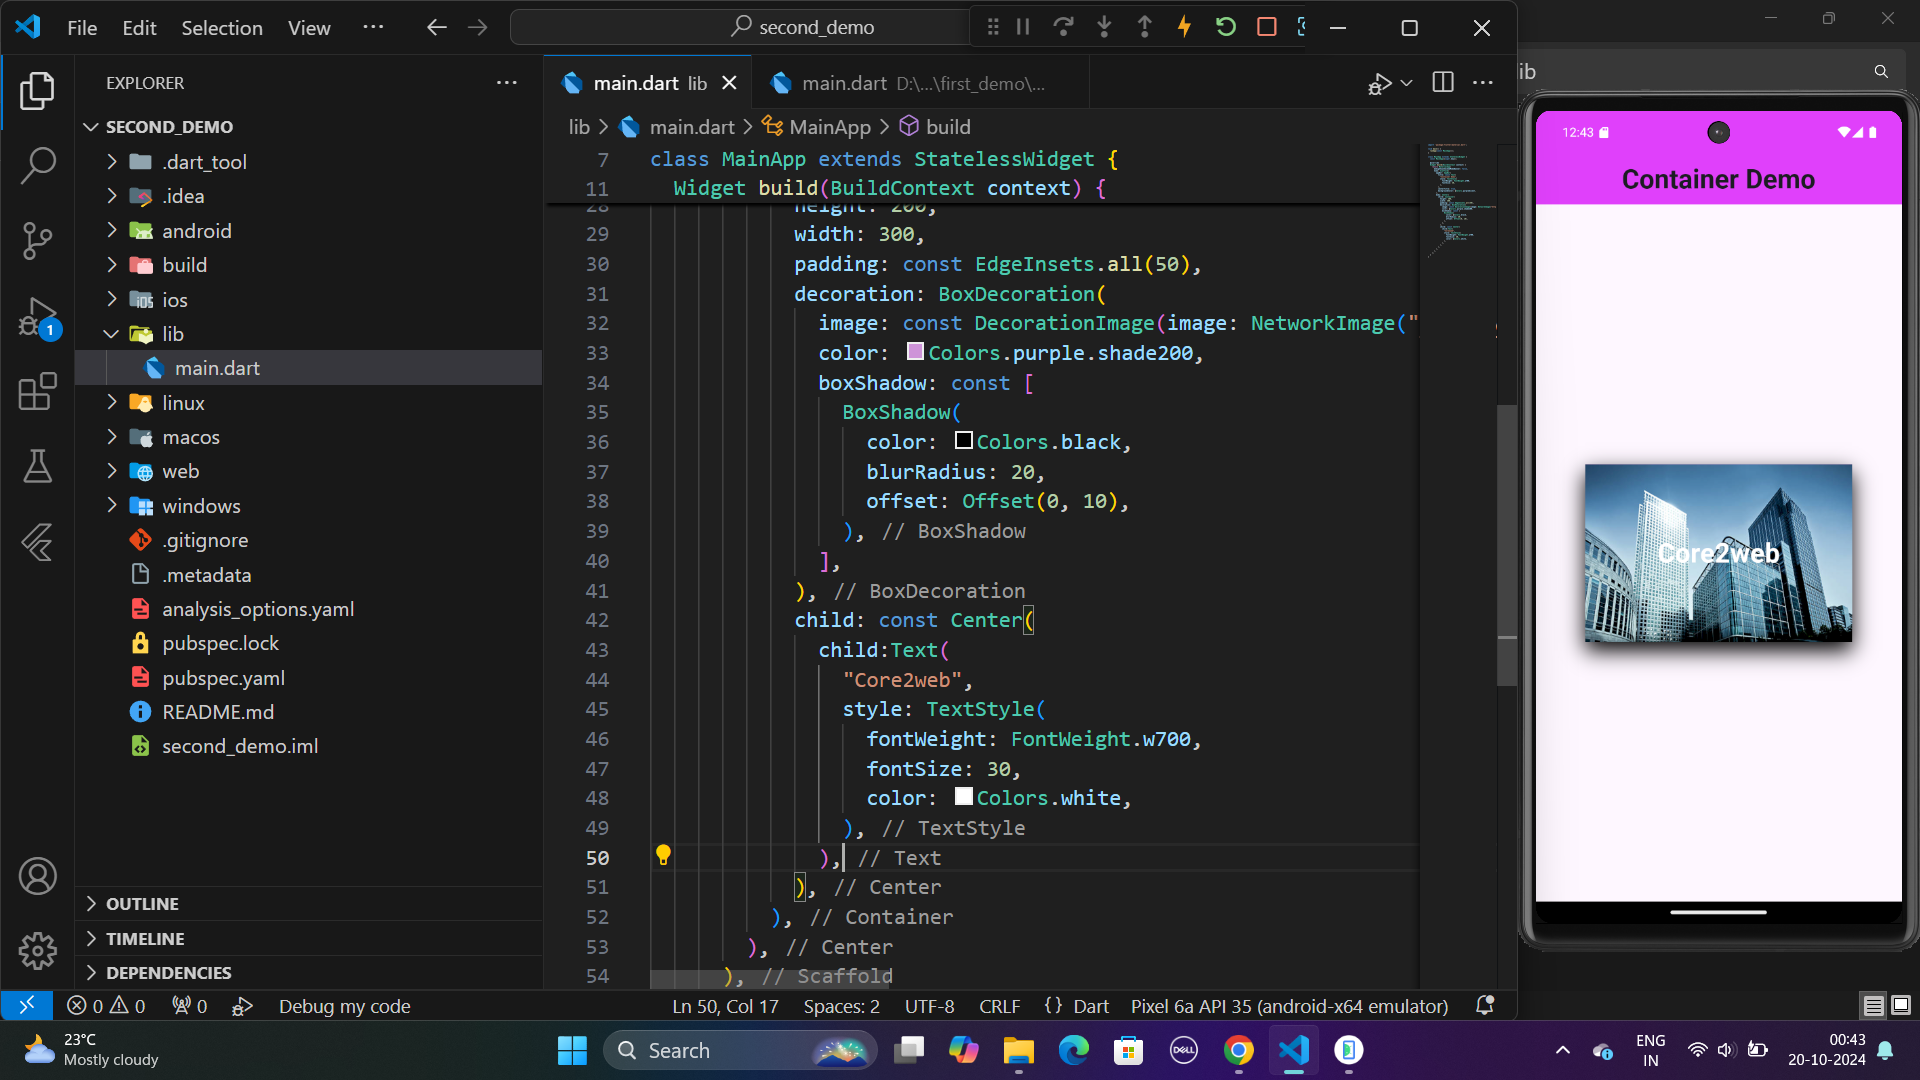 File Edit Selection View ...
second_demo
EXPLORER
SECOND_DEMO
.dart_tool
.idea
android
build
ios
lib
main.dart
linux
macos
web
windows
.gitignore
.metadata
analysis_options.yaml
pubspec.lock
pubspec.yaml
README.md
second_demo.iml
OUTLINE
TIMELINE
DEPENDENCIES
1
main.dart lib
main.dart D:\...\first_demo\...
lib > main.dart > MainApp > build
7 class MainApp extends StatelessWidget {
11 Widget build(BuildContext context) {
28 height: 200,
29 width: 300,
30 padding: const EdgeInsets.all(50),
31 decoration: BoxDecoration(
32 image: const DecorationImage(image: NetworkImage("
33 color: Colors.purple.shade200,
34 boxShadow: const [
35 BoxShadow(
36 color: Colors.black,
37 blurRadius: 20,
38 offset: Offset(0, 10),
39 ), // BoxShadow
40 ],
41 ), // BoxDecoration
42 child: const Center(
43 child:Text(
44 "Core2web",
45 style: TextStyle(
46 fontWeight: FontWeight.w700,
47 fontSize: 30,
48 color: Colors.white,
49 ), // TextStyle
50 ), // Text
51 ), // Center
52 ), // Container
53 ), // Center
54 ), // Scaffold
ib
12:43
Container Demo
Core2web
0 0 0 Debug my code
Ln 50, Col 17 Spaces: 2 UTF-8 CRLF {} Dart Pixel 6a API 35 (android-x64 emulator)
23°C
Mostly cloudy
Search
DELL
ENG
IN
00:43
20-10-2024